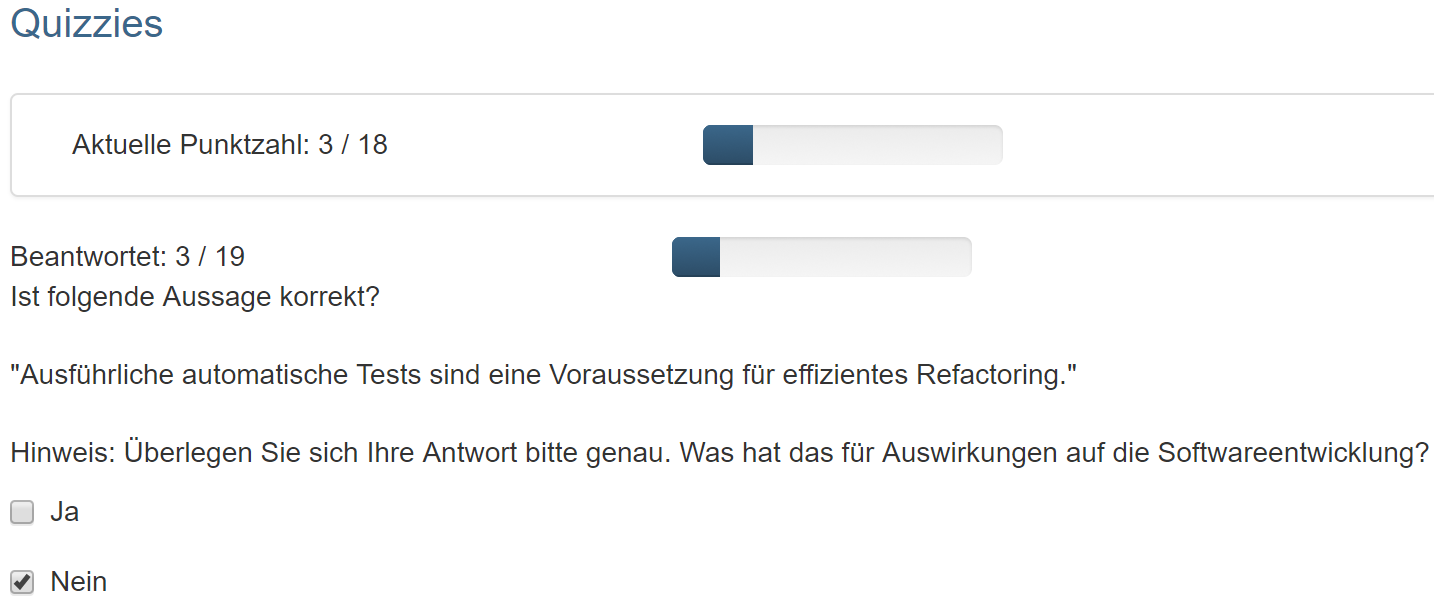 Quizzies
Aktuelle Punktzahl: 3 / 18
Beantwortet: 3 / 19
Ist folgende Aussage korrekt?
"Ausführliche automatische Tests sind eine Voraussetzung für effizientes Refactoring."
Hinweis: Überlegen Sie sich Ihre Antwort bitte genau. Was hat das für Auswirkungen auf die Softwareentwicklung?
Ja
Nein